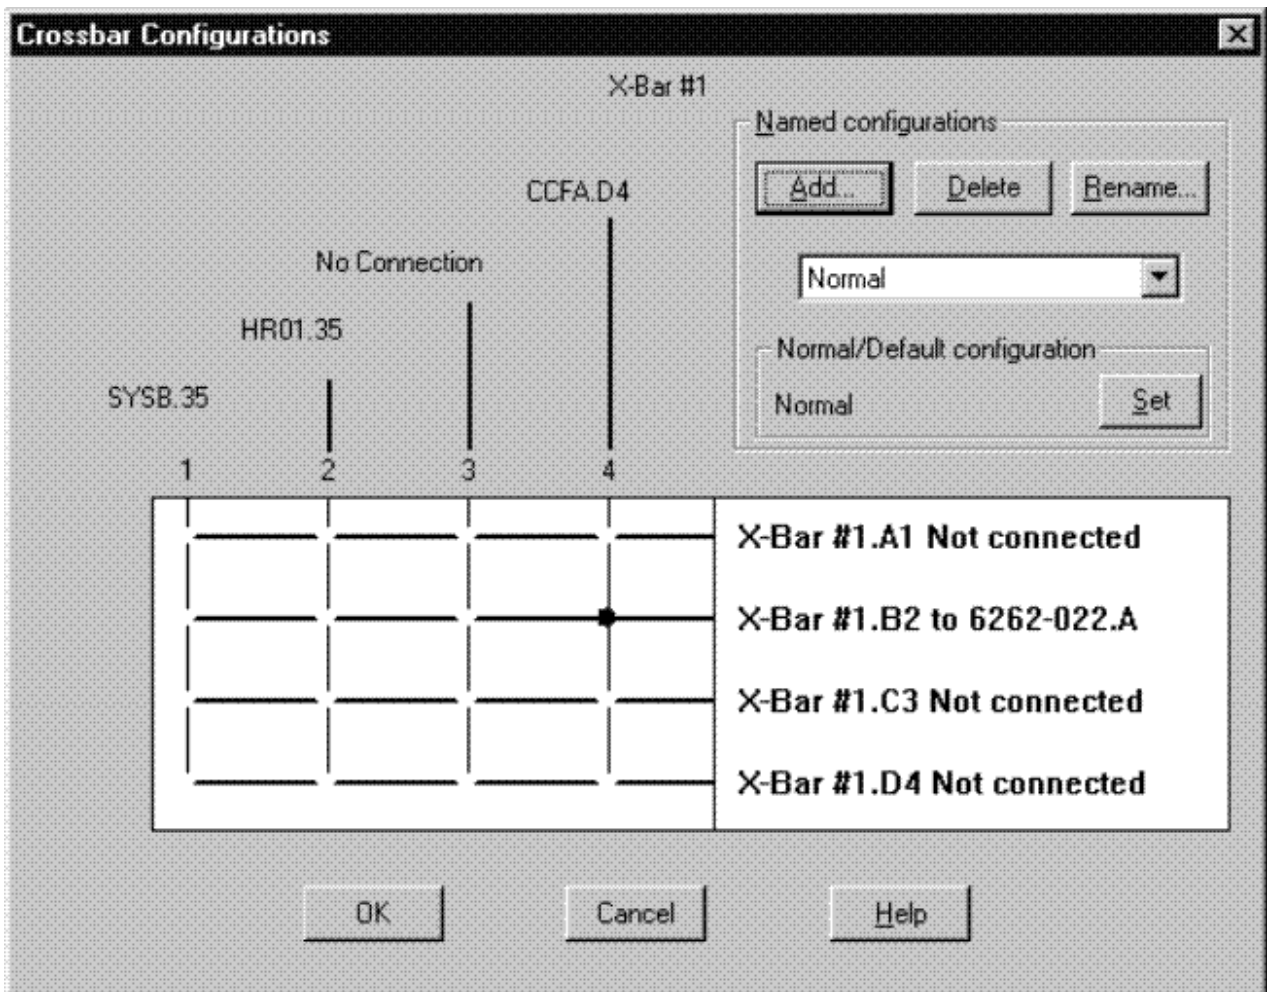 Crossbar Configurations
X-Bar #1
Named configurations
Add...
Delete
Rename...
CCFA.D4
No Connection
Normal
HR01.35
Normal/Default configuration
SYSB.35
Normal
Set
1 2 3 4
X-Bar #1.A1 Not connected
X-Bar #1.B2 to 6262-022.A
X-Bar #1.C3 Not connected
X-Bar #1.D4 Not connected
OK
Cancel
Help